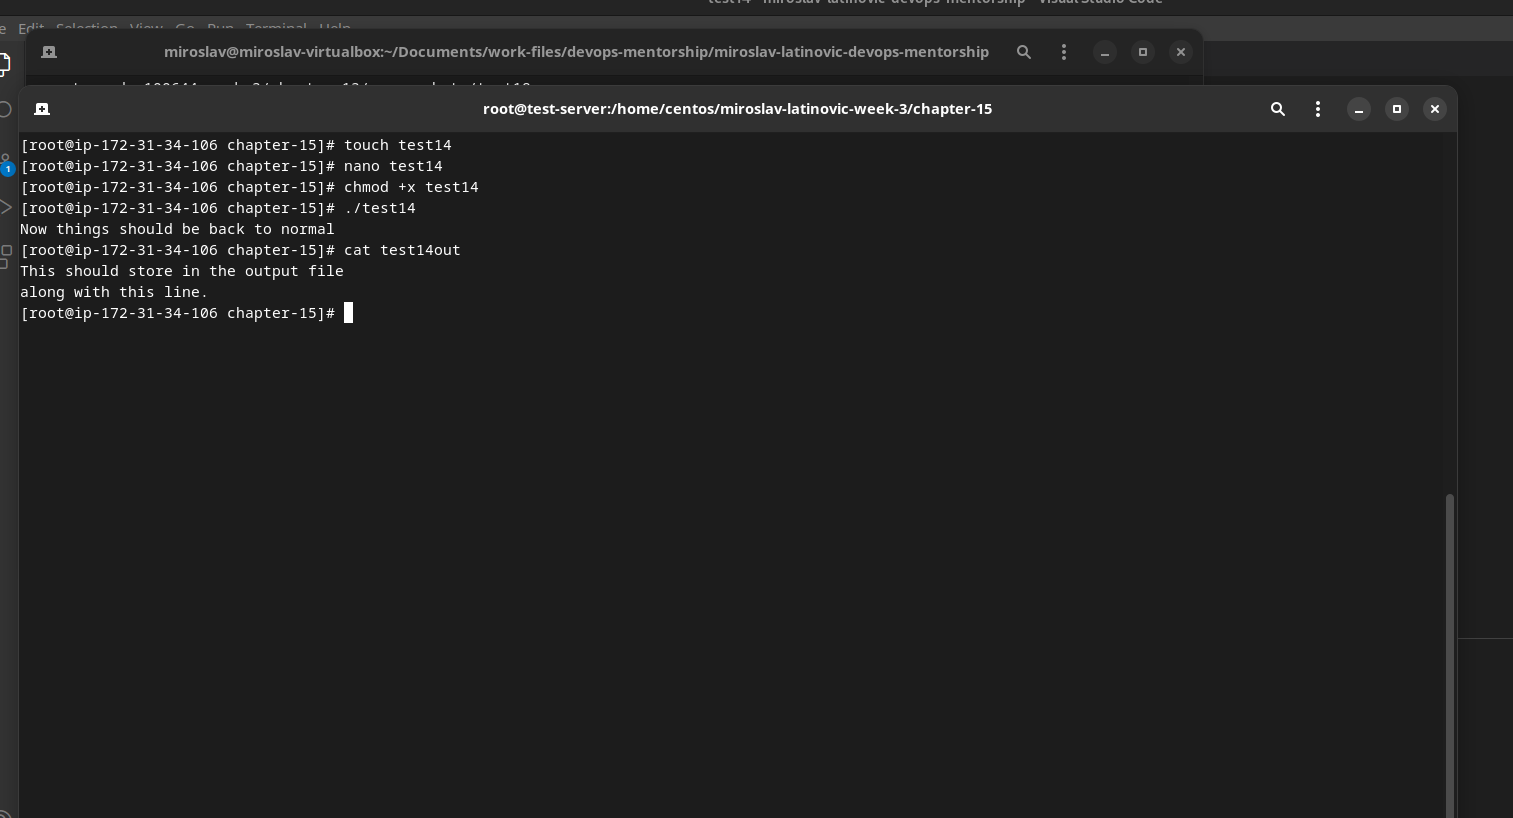 test14 - miroslav-latinovic-devops-mentorship - Visual Studio Code
Edit Selection View Go Run Terminal Help
miroslav@miroslav-virtualbox:~/Documents/work-files/devops-mentorship/miroslav-latinovic-devops-mentorship
root@test-server:/home/centos/miroslav-latinovic-week-3/chapter-15
[root@ip-172-31-34-106 chapter-15]# touch test14
[root@ip-172-31-34-106 chapter-15]# nano test14
[root@ip-172-31-34-106 chapter-15]# chmod +x test14
[root@ip-172-31-34-106 chapter-15]# ./test14
Now things should be back to normal
[root@ip-172-31-34-106 chapter-15]# cat test14out
This should store in the output file
along with this line.
[root@ip-172-31-34-106 chapter-15]#
1